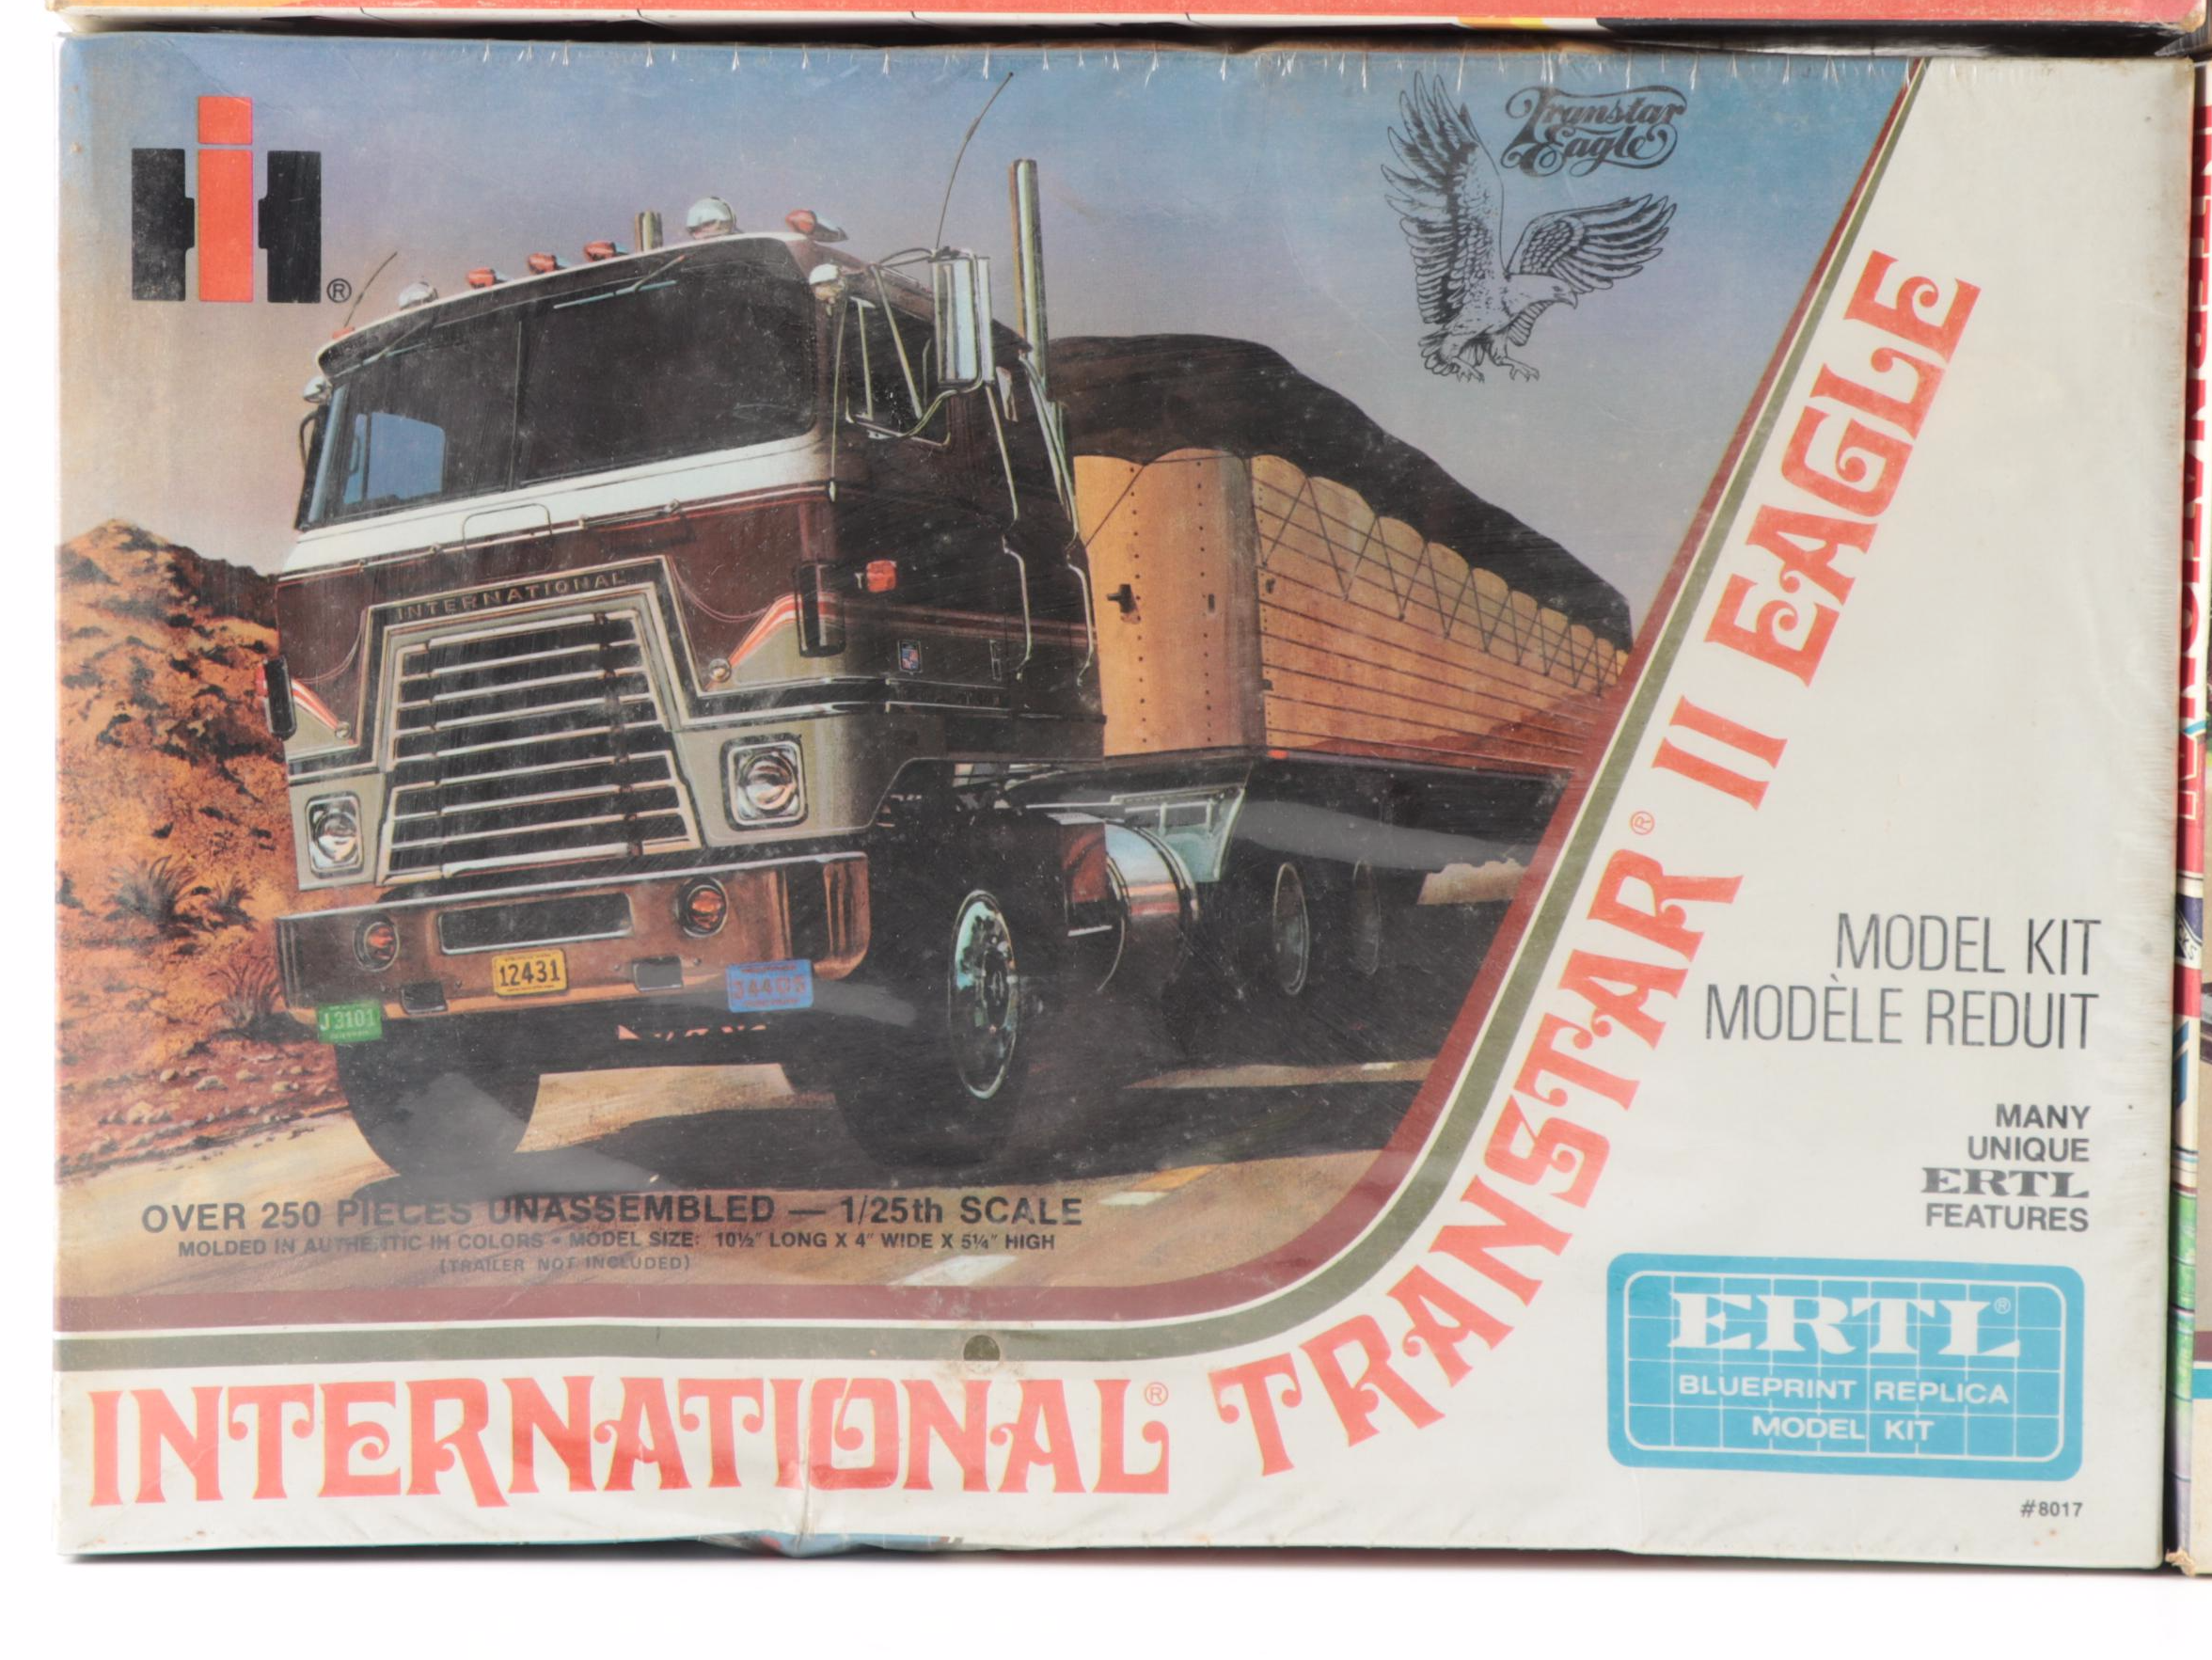 IH®
Transtar
Eagle
INTERNATIONAL
12431
J 3101
OVER 250 PIECES UNASSEMBLED — 1/25th SCALE
MOLDED IN AUTHENTIC IH COLORS • MODEL SIZE: 10½" LONG X 4" WIDE X 5¼" HIGH
(TRAILER NOT INCLUDED)
INTERNATIONAL® TRANSTAR® II EAGLE
MODEL KIT
MODÈLE REDUIT
MANY
UNIQUE
ERTL
FEATURES
ERTL®
BLUEPRINT REPLICA
MODEL KIT
#8017